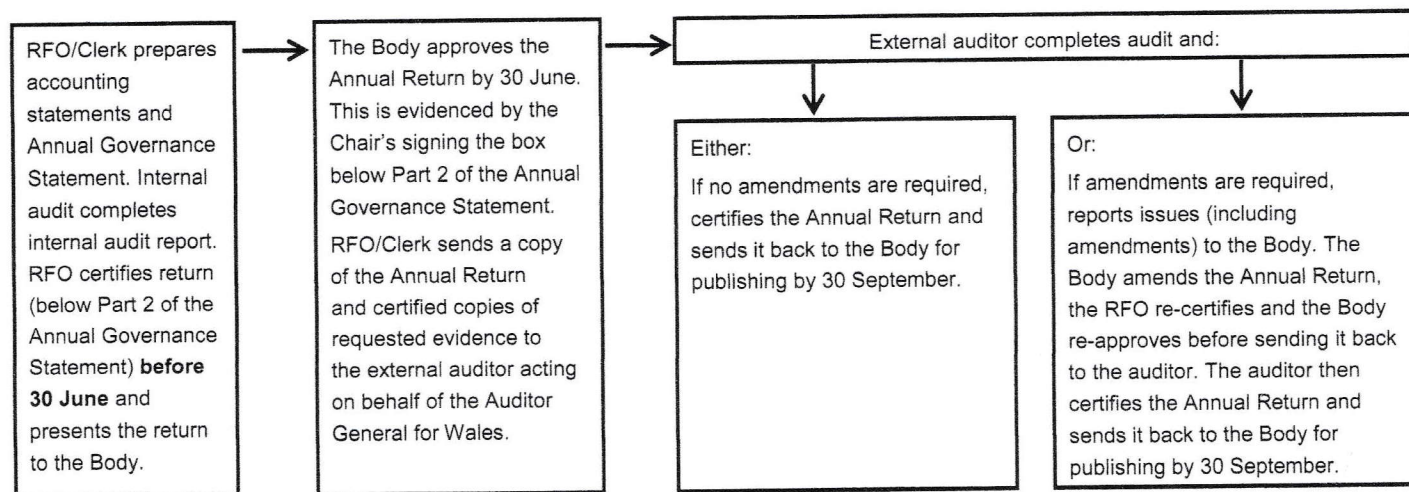 RFO/Clerk prepares
accounting
statements and
Annual Governance
Statement. Internal
audit completes
internal audit report.
RFO certifies return
(below Part 2 of the
Annual Governance
Statement) before
30 June and
presents the return
to the Body.
The Body approves the
Annual Return by 30 June.
This is evidenced by the
Chair's signing the box
below Part 2 of the Annual
Governance Statement.
RFO/Clerk sends a copy
of the Annual Return
and certified copies of
requested evidence to
the external auditor acting
on behalf of the Auditor
General for Wales.
External auditor completes audit and:
Either:
If no amendments are required,
certifies the Annual Return and
sends it back to the Body for
publishing by 30 September.
Or:
If amendments are required,
reports issues (including
amendments) to the Body. The
Body amends the Annual Return,
the RFO re-certifies and the Body
re-approves before sending it back
to the auditor. The auditor then
certifies the Annual Return and
sends it back to the Body for
publishing by 30 September.